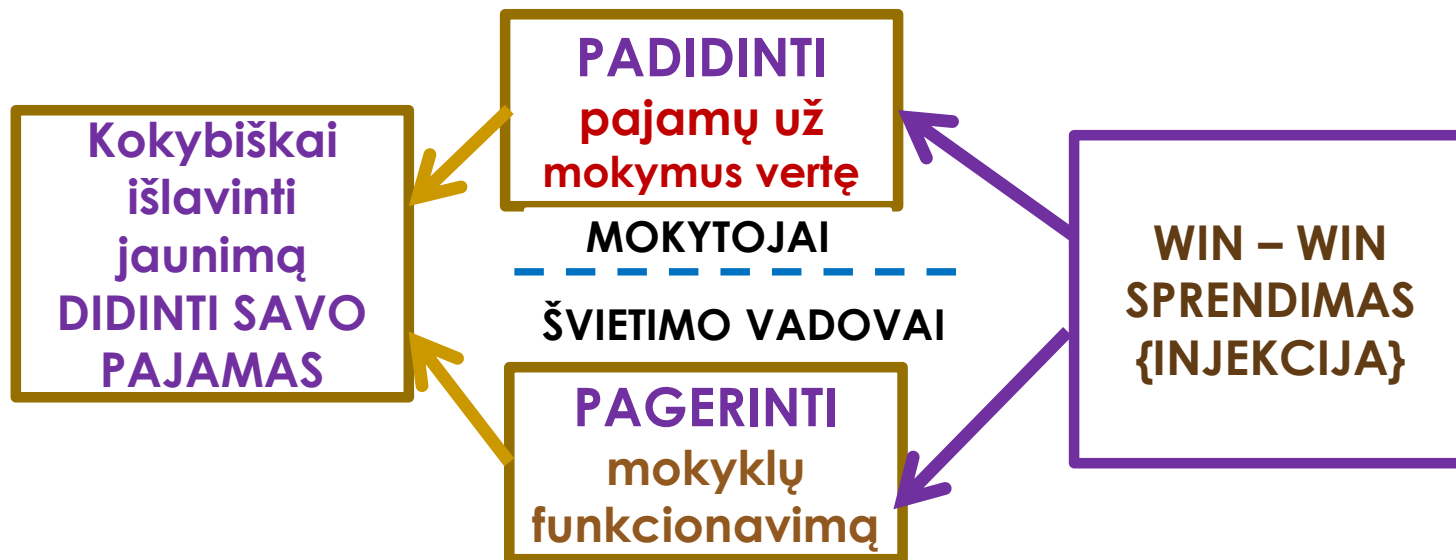 Kokybiškai
išlavinti
jaunimą
DIDINTI SAVO
PAJAMAS
PADIDINTI
pajamų už
mokymus vertę
MOKYTOJAI
ŠVIETIMO VADOVAI
PAGERINTI
mokyklų
funkcionavimą
WIN – WIN
SPRENDIMAS
{INJEKCIJA}